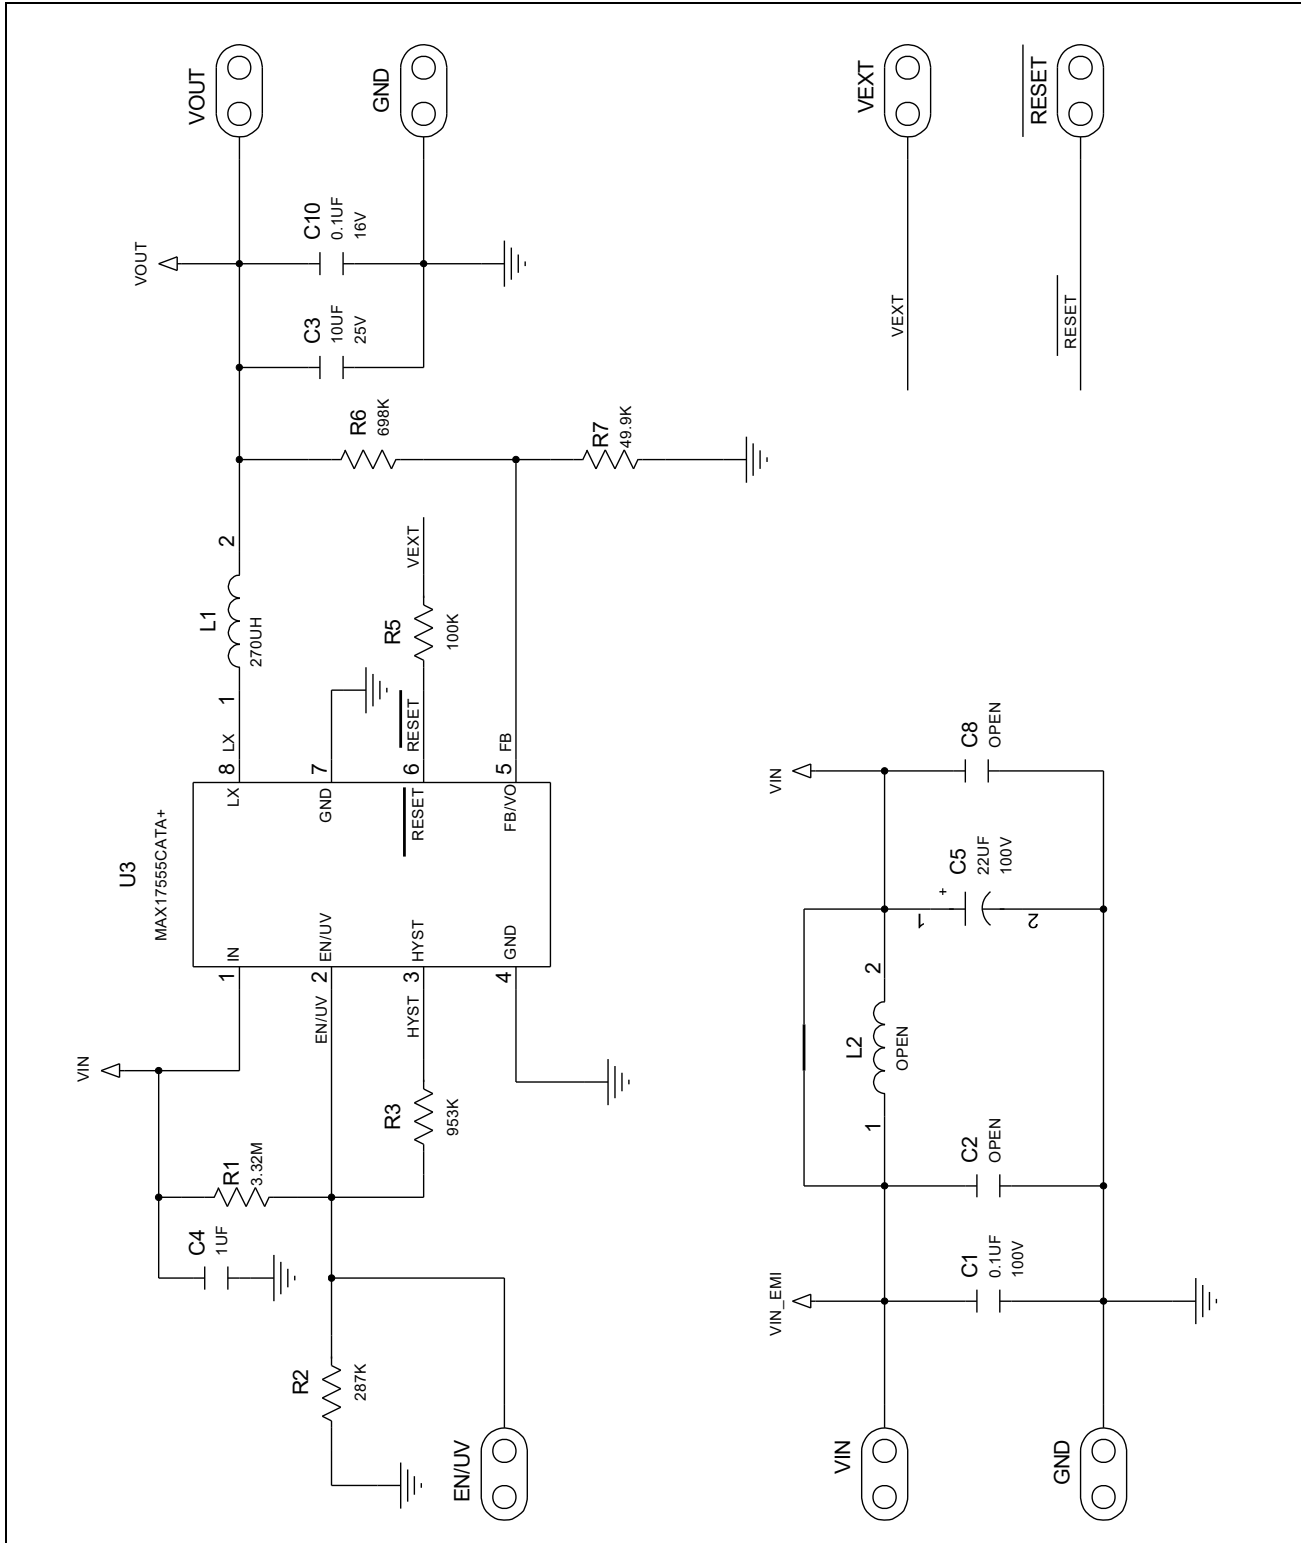 VIN
U3
MAX17555CATA+
C4
1UF
R1
3.32M
1
IN
LX
8
LX
1
L1
270UH
2
VOUT
VOUT
R2
287K
EN/UV
2
EN/UV
GND
7
C3
10UF
25V
C10
0.1UF
16V
GND
R3
953K
HYST
3
HYST
RESET
6
RESET
R5
100K
VEXT
R6
698K
4
GND
FB/VO
5
FB
R7
49.9K
EN/UV
VIN_EMI
VIN
VIN
1
L2
OPEN
2
C1
0.1UF
100V
C2
OPEN
1
+
C5
22UF
100V
2
C8
OPEN
GND
VEXT
VEXT
RESET
RESET